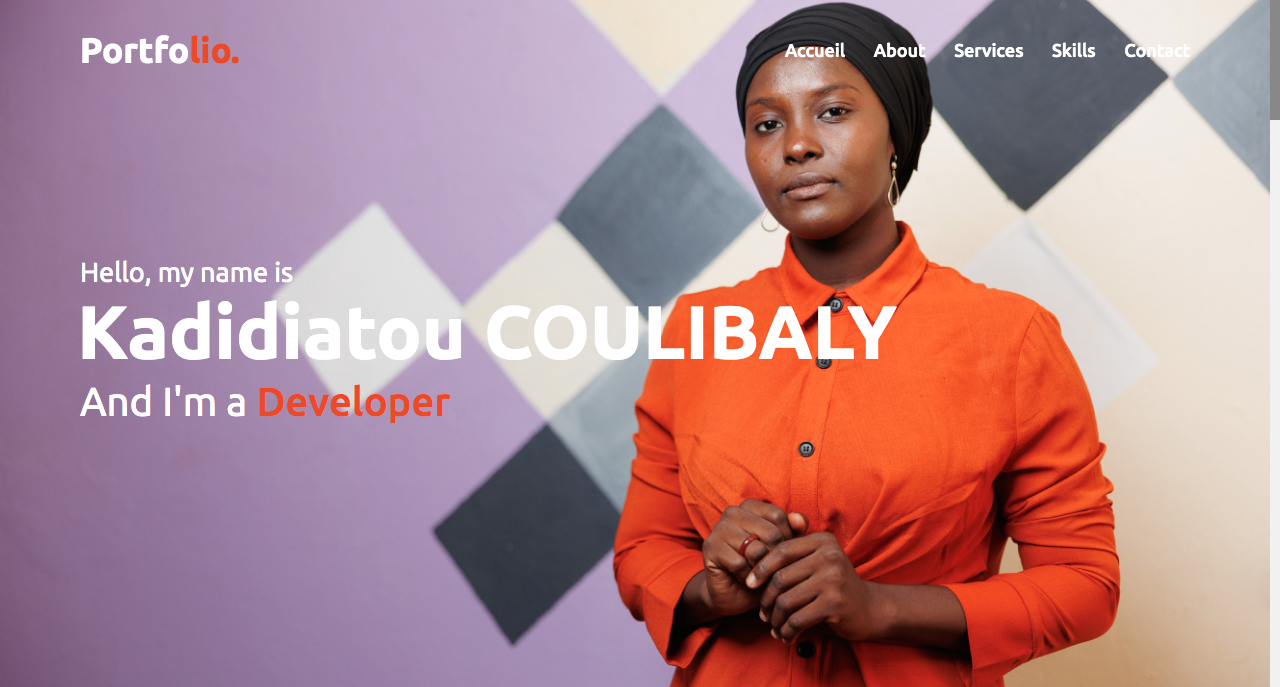 Portfolio.
Accueil About Services Skills Contact
Hello, my name is
Kadidiatou COULIBALY
And I'm a Developer